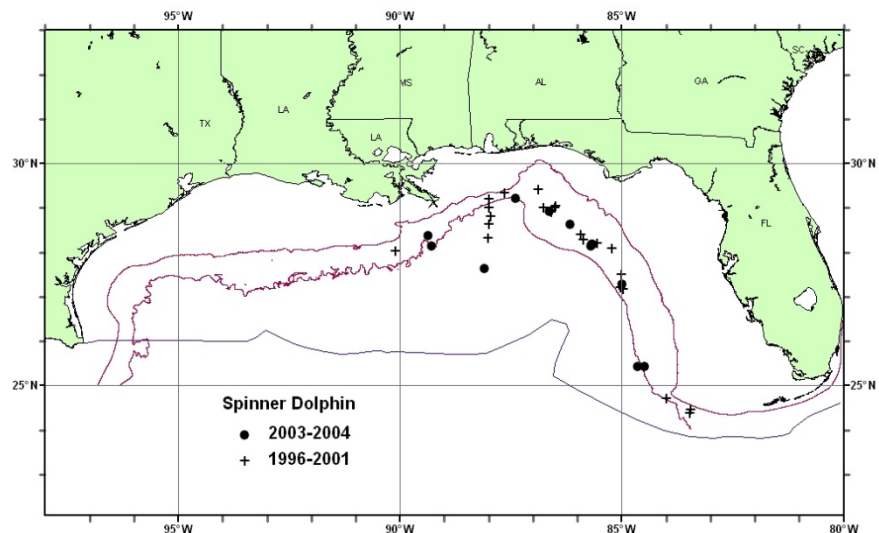 95°W 90°W 85°W
SC
MS AL GA
TX LA
LA
30°N 30°N
FL
25°N 25°N
Spinner Dolphin
2003-2004
1996-2001
95°W 90°W 85°W 80°W